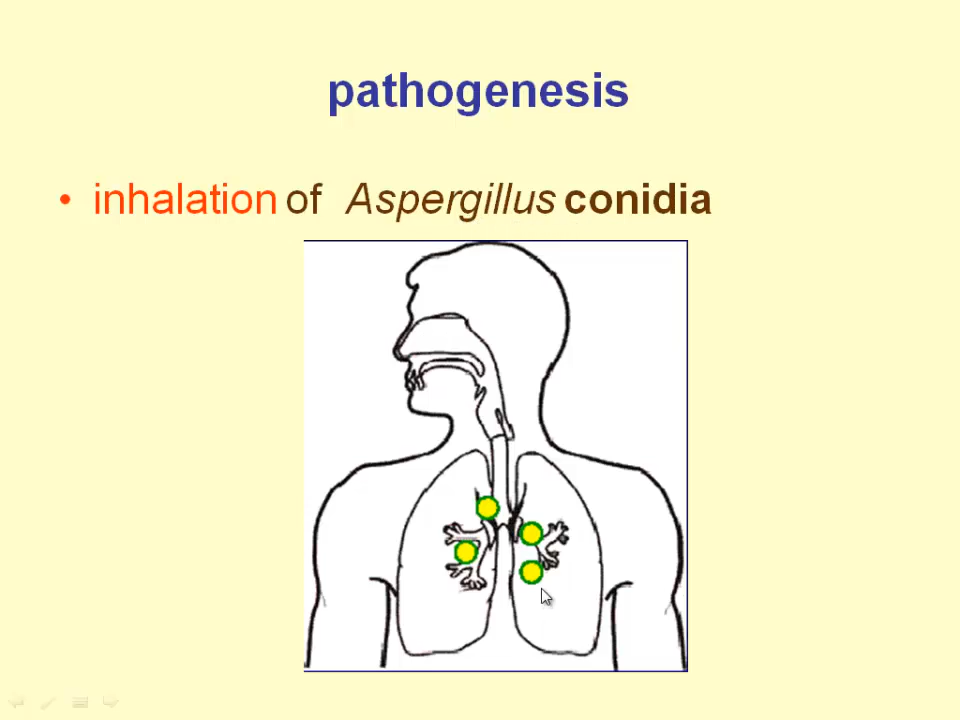 pathogenesis
• inhalation of Aspergillus conidia